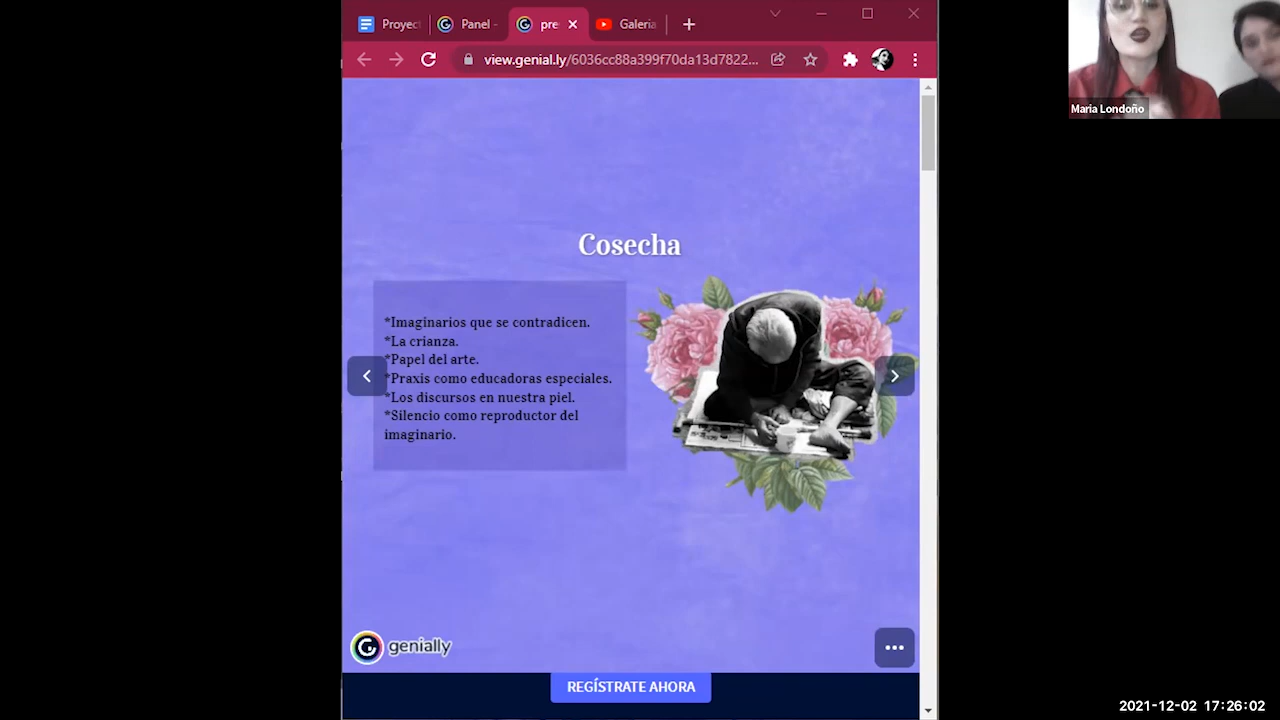 Proyect
Panel -
pre
Galería
view.genial.ly/6036cc88a399f70da13d7822...
Maria Londoño
Cosecha
*Imaginarios que se contradicen.
*La crianza.
*Papel del arte.
*Praxis como educadoras especiales.
*Los discursos en nuestra piel.
*Silencio como reproductor del
imaginario.
genially
REGÍSTRATE AHORA
2021-12-02 17:26:02